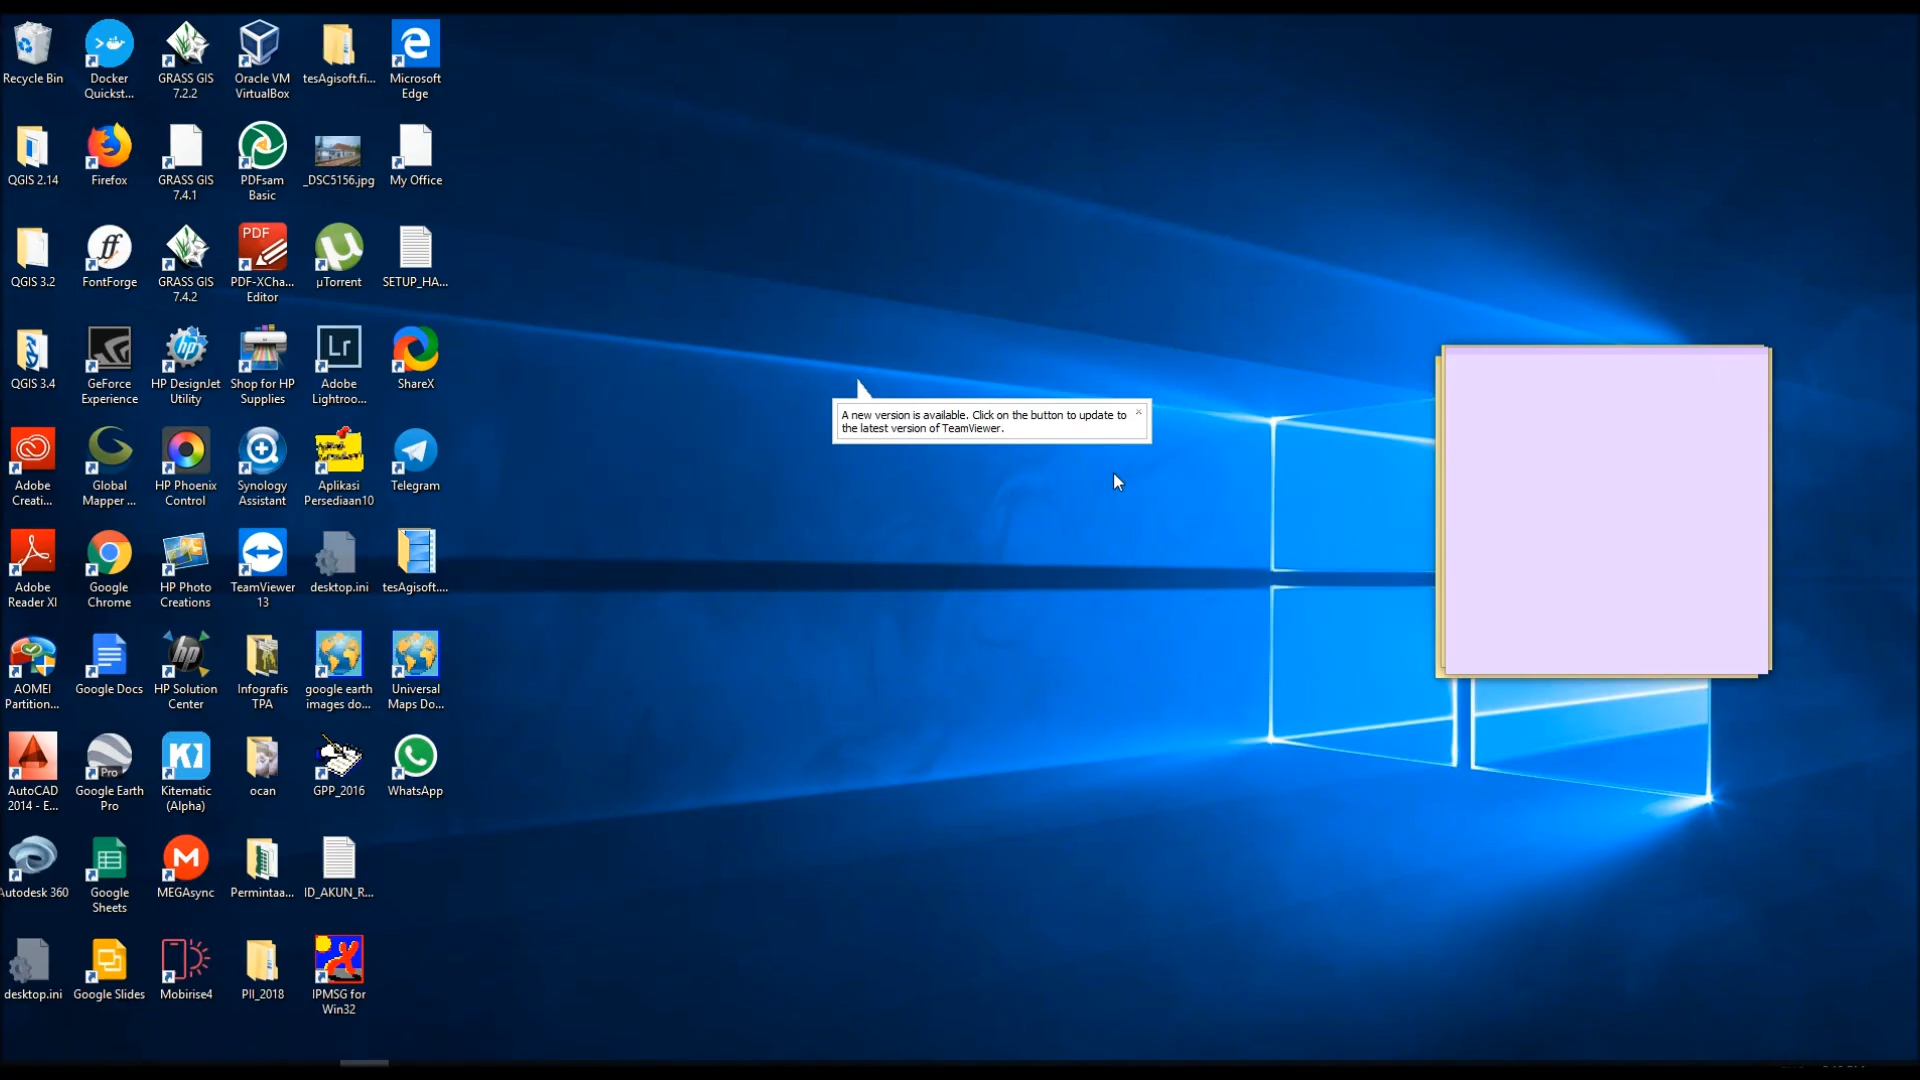 Recycle Bin
Docker
Quickst...
GRASS GIS
7.2.2
Oracle VM
VirtualBox
tesAgisoft.fi...
Microsoft
Edge
QGIS 2.14
Firefox
GRASS GIS
7.4.1
PDFsam
Basic
_DSC5156.jpg
My Office
QGIS 3.2
FontForge
GRASS GIS
7.4.2
PDF
PDF-XCha...
Editor
µTorrent
SETUP_HA...
QGIS 3.4
GeForce
Experience
HP DesignJet
Utility
Shop for HP
Supplies
Lr
Adobe
Lightroo...
ShareX
A new version is available. Click on the button to update to
the latest version of TeamViewer.
Adobe
Creati...
Global
Mapper ...
HP Phoenix
Control
Synology
Assistant
Aplikasi
Persediaan10
Telegram
Adobe
Reader XI
Google
Chrome
HP Photo
Creations
TeamViewer
13
desktop.ini
tesAgisoft....
AOMEI
Partition...
Google Docs
HP Solution
Center
Infografis
TPA
google earth
images do...
Universal
Maps Do...
AutoCAD
2014 - E...
Pro
Google Earth
Pro
Kitematic
(Alpha)
ocan
GPP_2016
WhatsApp
Autodesk 360
Google
Sheets
MEGAsync
Permintaa...
ID_AKUN_R...
desktop.ini
Google Slides
Mobirise4
PII_2018
IPMSG for
Win32